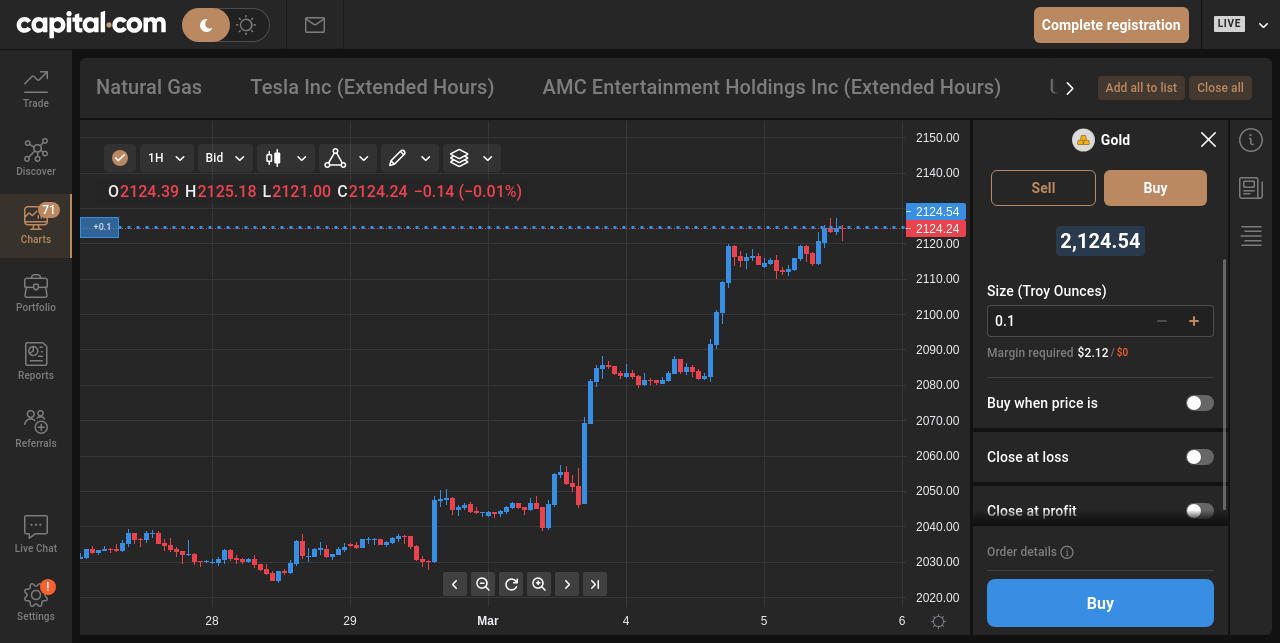 capital.com
Complete registration
LIVE
Trade
Discover
71
Charts
Portfolio
Reports
Referrals
Live Chat
!
Settings
Natural Gas
Tesla Inc (Extended Hours)
AMC Entertainment Holdings Inc (Extended Hours)
Add all to list
Close all
1H
Bid
O2124.39 H2125.18 L2121.00 C2124.24 −0.14 (−0.01%)
+0.1
2150.00
2140.00
2124.54
2124.24
2120.00
2110.00
2100.00
2090.00
2080.00
2070.00
2060.00
2050.00
2040.00
2030.00
2020.00
28
29
Mar
4
5
6
Gold
Sell
Buy
2,124.54
Size (Troy Ounces)
0.1
Margin required $2.12 / $0
Buy when price is
Close at loss
Close at profit
Order details
Buy